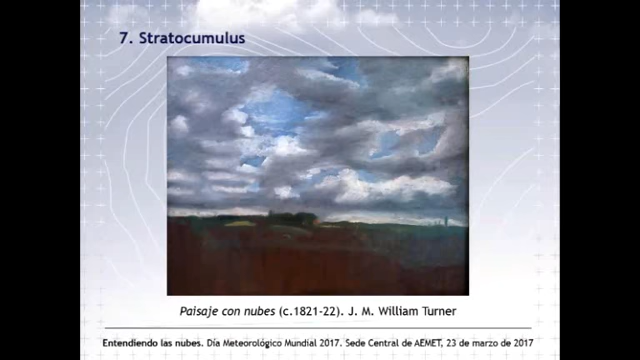 7. Stratocumulus
Paisaje con nubes (c.1821-22). J. M. William Turner
Entendiendo las nubes. Día Meteorológico Mundial 2017. Sede Central de AEMET, 23 de marzo de 2017